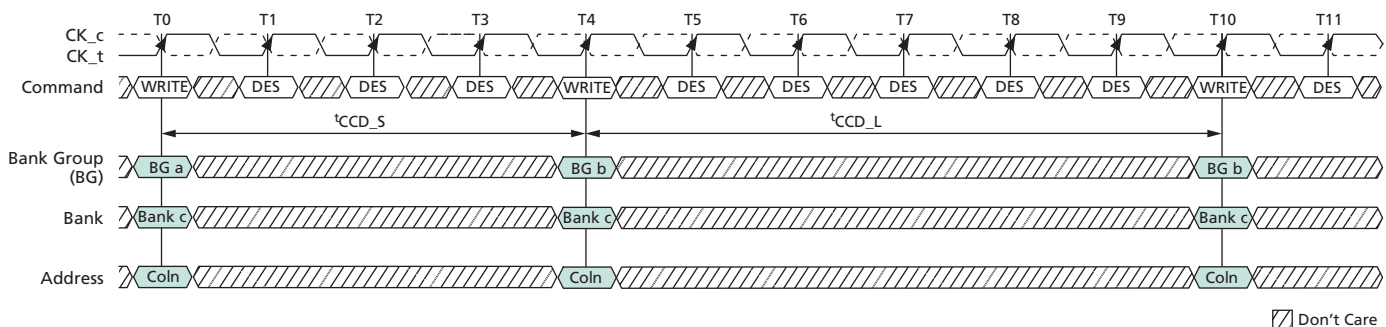 T0 T1 T2 T3 T4 T5 T6 T7 T8 T9 T10 T11
CK_c
CK_t
Command WRITE DES DES DES WRITE DES DES DES DES DES WRITE DES
tCCD_S tCCD_L
Bank Group
(BG) BG a BG b BG b
Bank Bank c Bank c Bank c
Address Coln Coln Coln
Don't Care